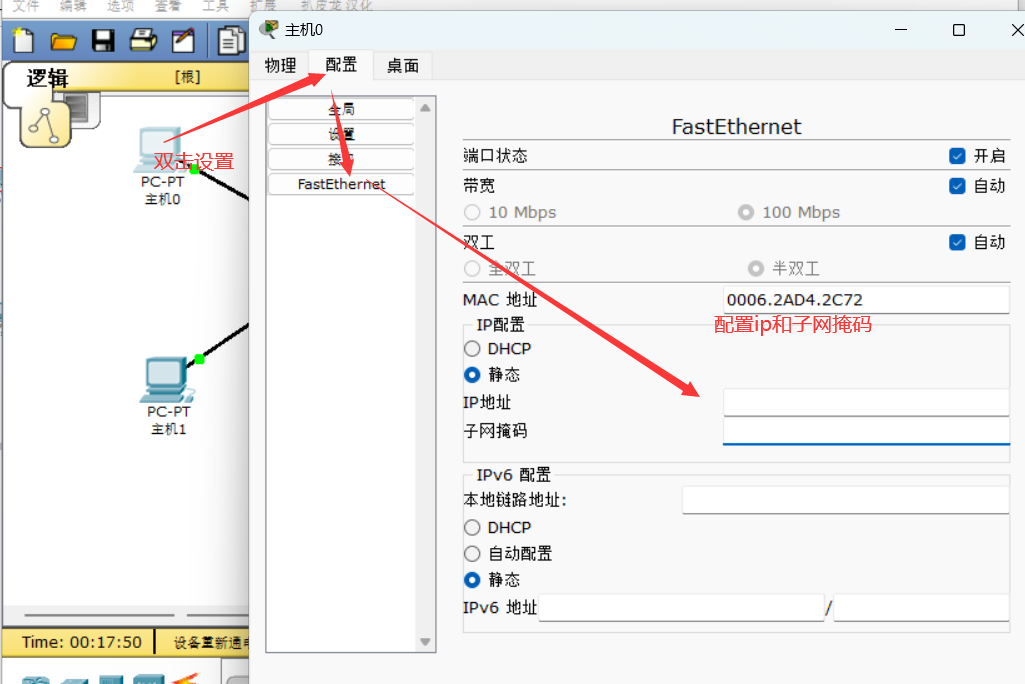 文件 编辑 选项 查看 工具 扩展 扒皮龙汉化
主机0
物理 配置 桌面
逻辑
[根]
全局
设置
FastEthernet
FastEthernet
端口状态
开启
带宽
自动
10 Mbps
100 Mbps
双工
自动
全双工
半双工
MAC 地址
0006.2AD4.2C72
配置ip和子网掩码
IP配置
DHCP
静态
IP地址
子网掩码
IPv6 配置
本地链路地址:
DHCP
自动配置
静态
IPv6 地址
/
双击设置
PC-PT
主机0
PC-PT
主机1
Time: 00:17:50
设备重新通